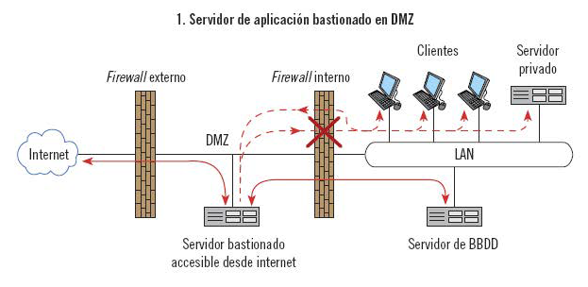 1. Servidor de aplicación bastionado en DMZ
Clientes
Servidor
privado
Firewall externo
Firewall interno
DMZ
Internet
LAN
Servidor bastionado
accesible desde internet
Servidor de BBDD